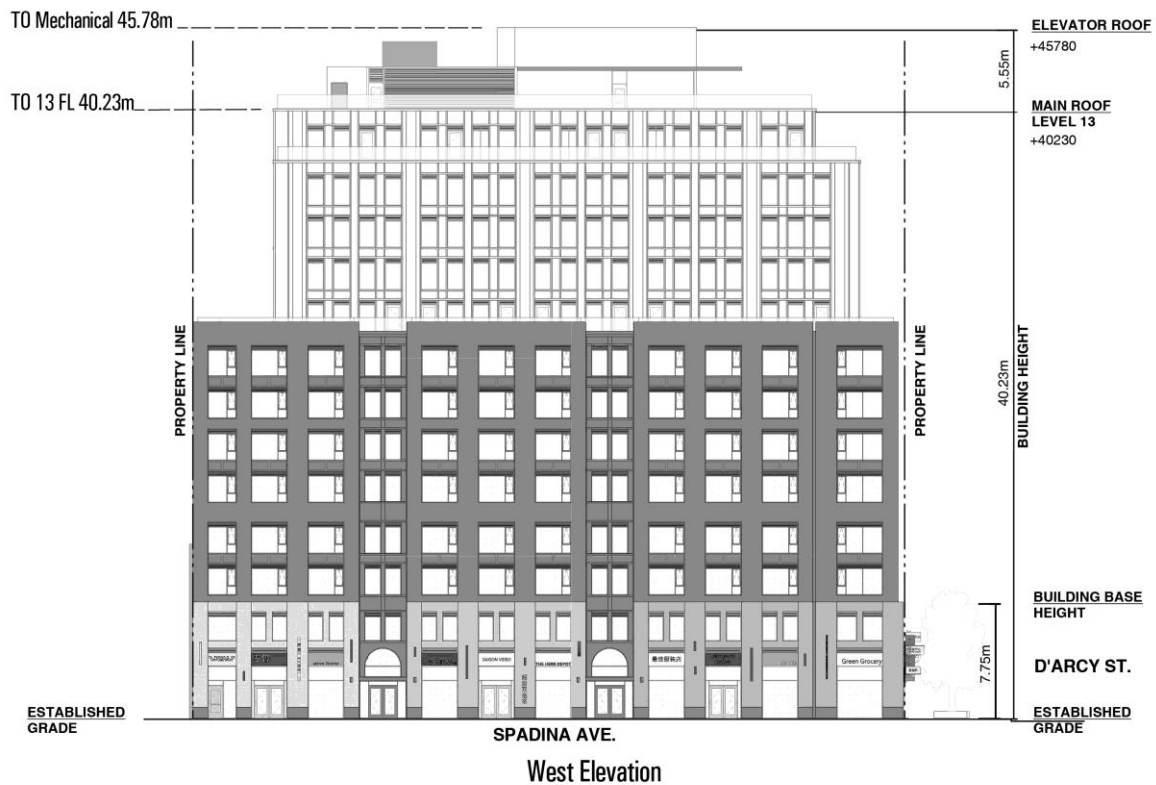 TO Mechanical 45.78m
ELEVATOR ROOF
+45780
5.55m
TO 13 FL 40.23m
MAIN ROOF
LEVEL 13
+40230
PROPERTY LINE
PROPERTY LINE
40.23m
BUILDING HEIGHT
BUILDING BASE
HEIGHT
SAIGON VIDEO
THE HOME DEPOT
Green Grocery
7.75m
D'ARCY ST.
ESTABLISHED
GRADE
ESTABLISHED
GRADE
SPADINA AVE.
West Elevation